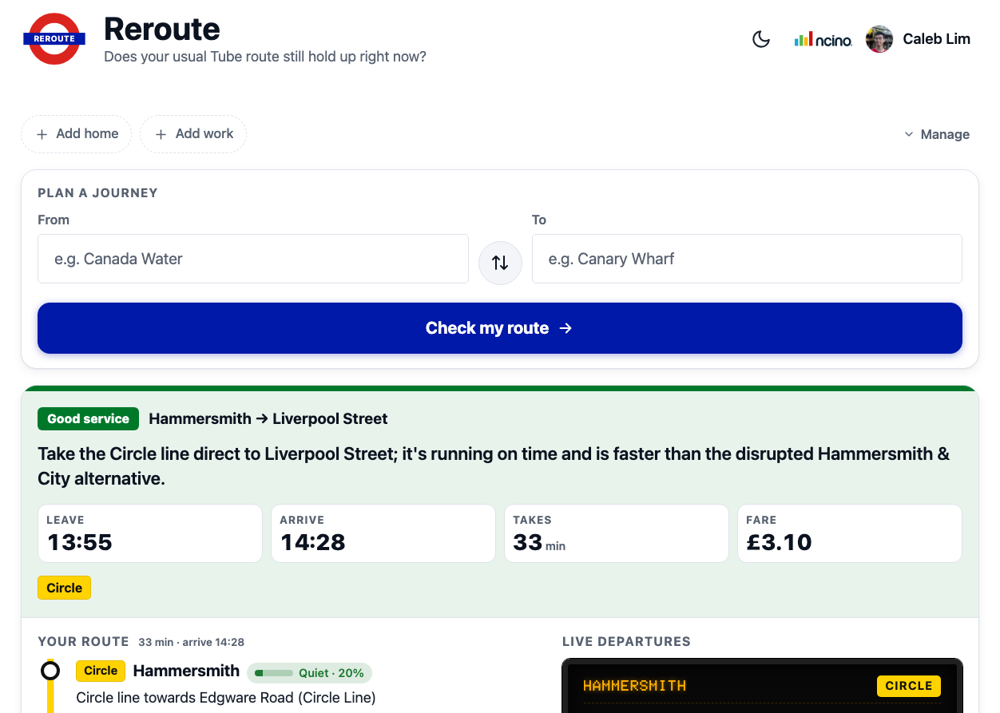 REROUTE
Reroute
Does your usual Tube route still hold up right now?
ncino.
Caleb Lim
+ Add home
+ Add work
Manage
PLAN A JOURNEY
From
To
e.g. Canada Water
e.g. Canary Wharf
Check my route →
Good service
Hammersmith → Liverpool Street
Take the Circle line direct to Liverpool Street; it's running on time and is faster than the disrupted Hammersmith &
City alternative.
LEAVE
13:55
ARRIVE
14:28
TAKES
33 min
FARE
£3.10
Circle
YOUR ROUTE 33 min · arrive 14:28
Circle Hammersmith Quiet · 20%
Circle line towards Edgware Road (Circle Line)
LIVE DEPARTURES
HAMMERSMITH
CIRCLE